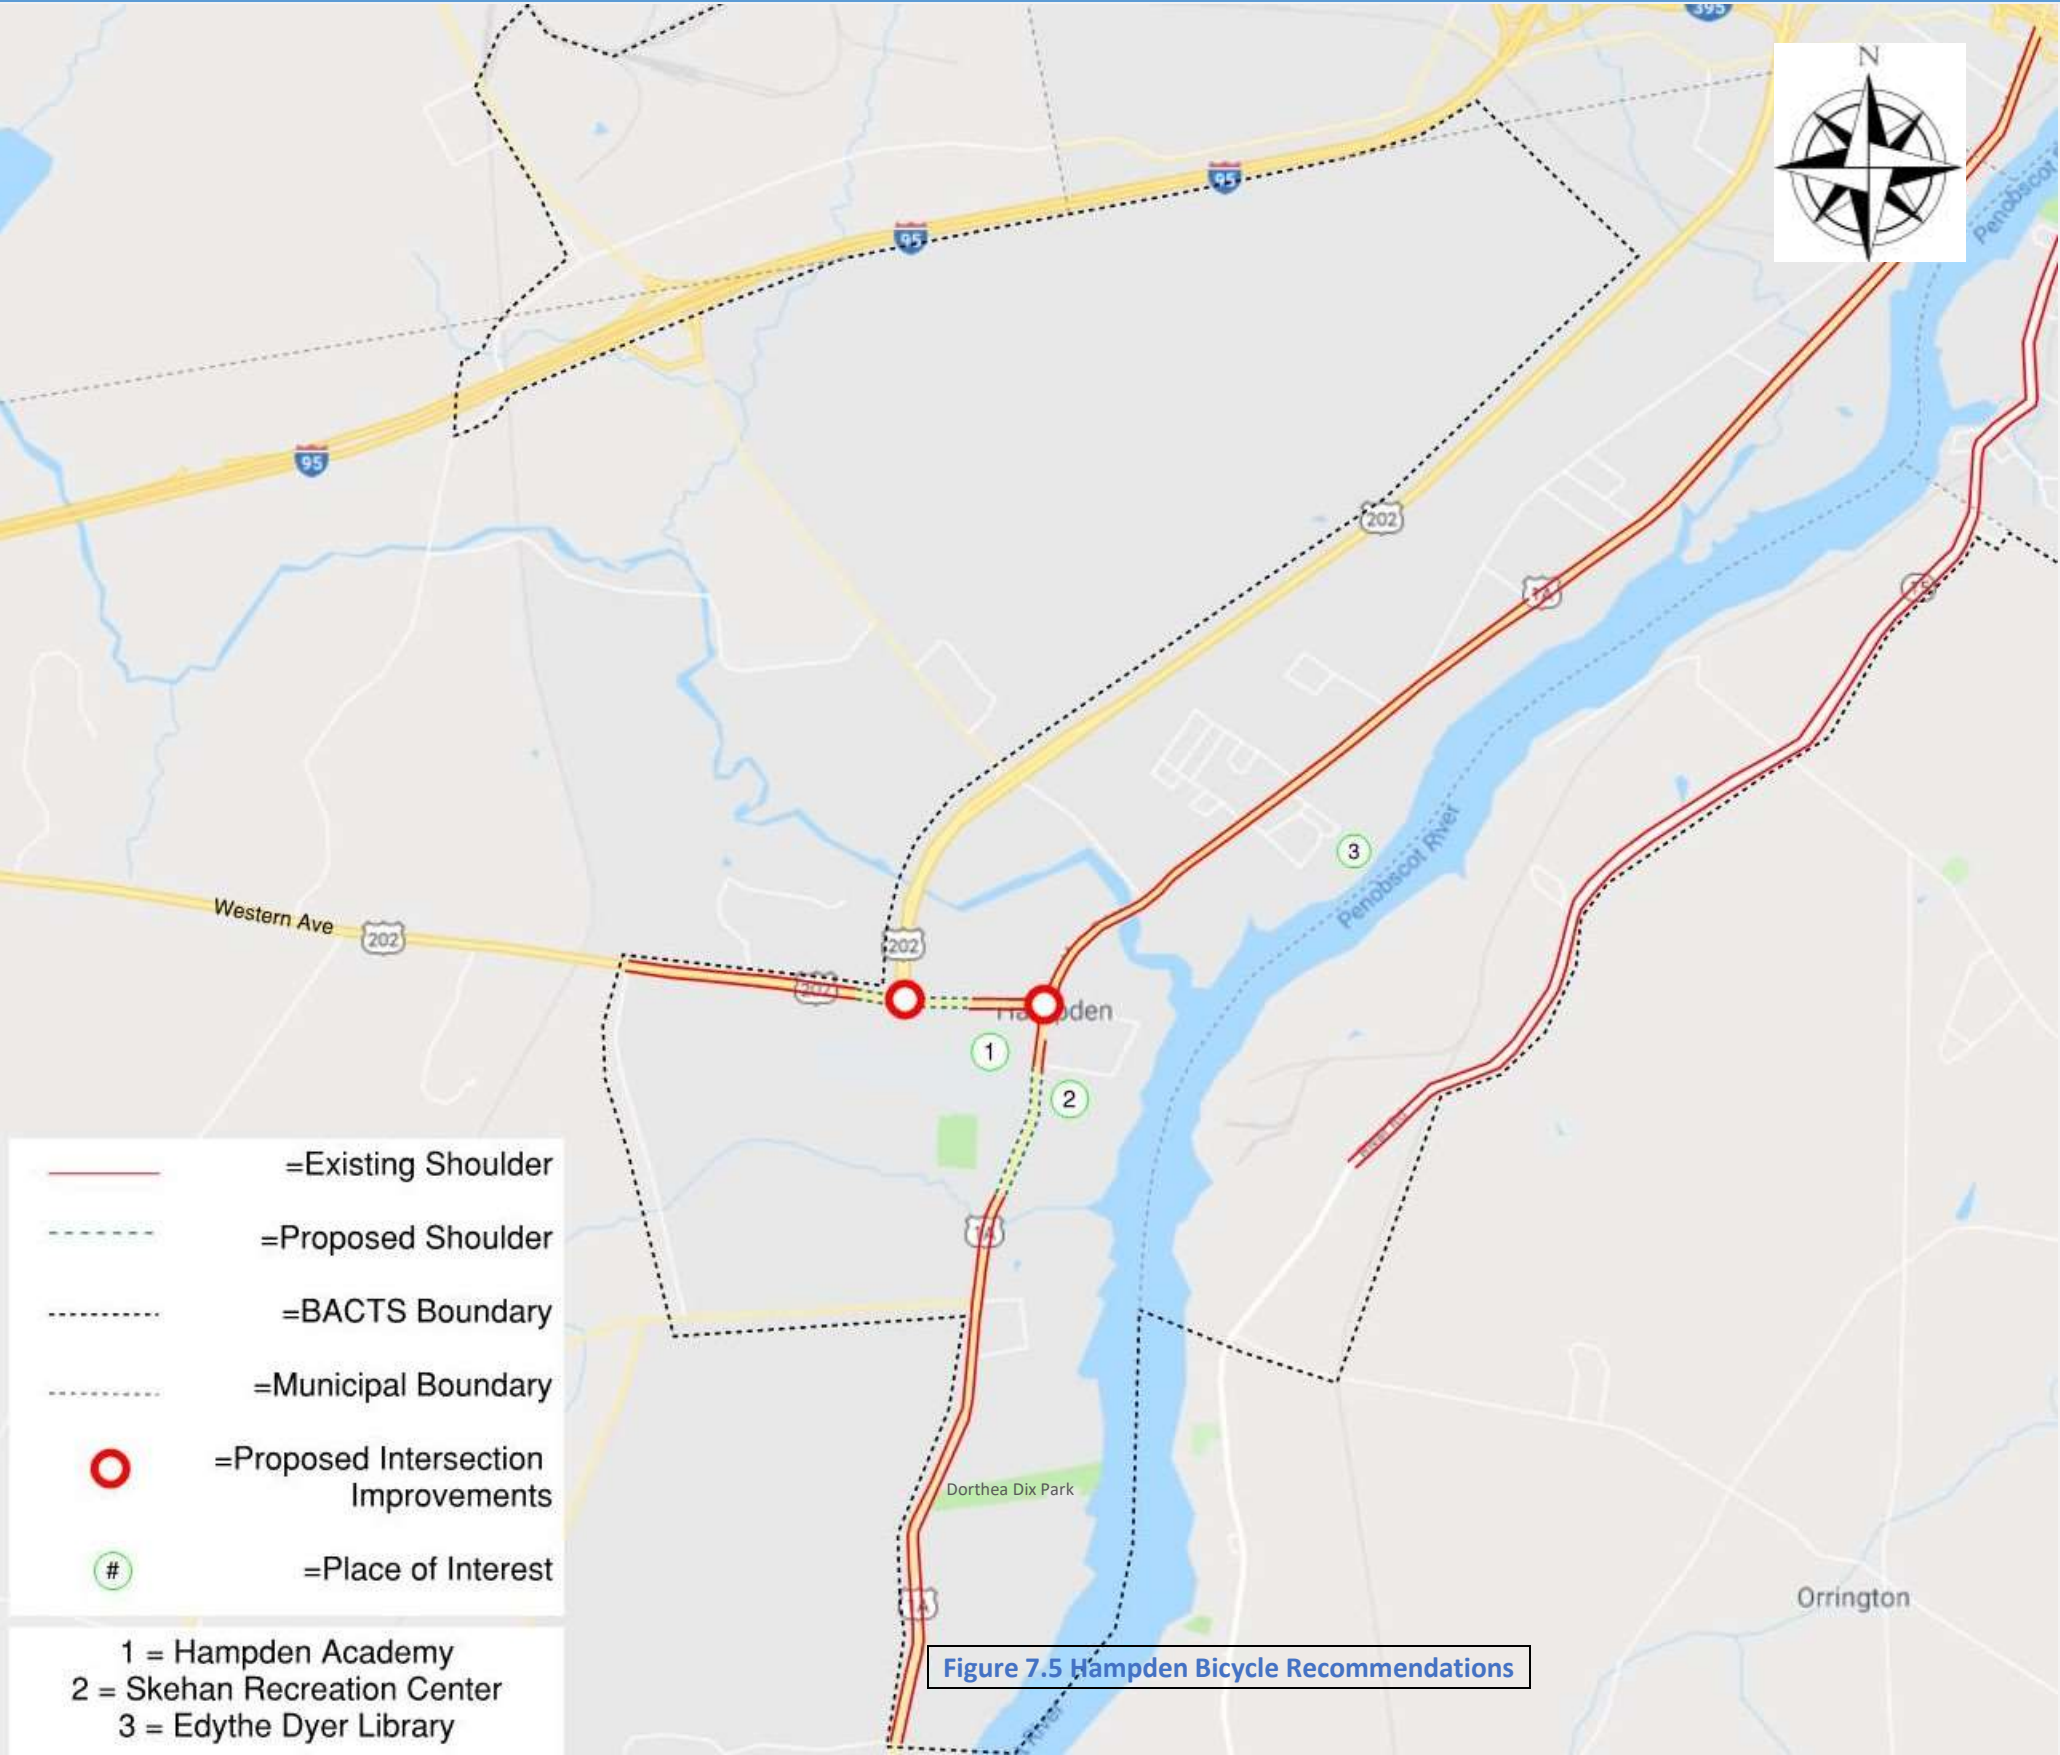 395
N
Penobscot
95
95
95
202
1A
15
3
Penobscot River
Western Ave
202
202
202
Hampden
1
2
River Rd
=Existing Shoulder
=Proposed Shoulder
1A
=BACTS Boundary
=Municipal Boundary
=Proposed Intersection
Improvements
Dorthea Dix Park
#
=Place of Interest
1A
Orrington
1 = Hampden Academy
2 = Skehan Recreation Center
3 = Edythe Dyer Library
Figure 7.5 Hampden Bicycle Recommendations
River